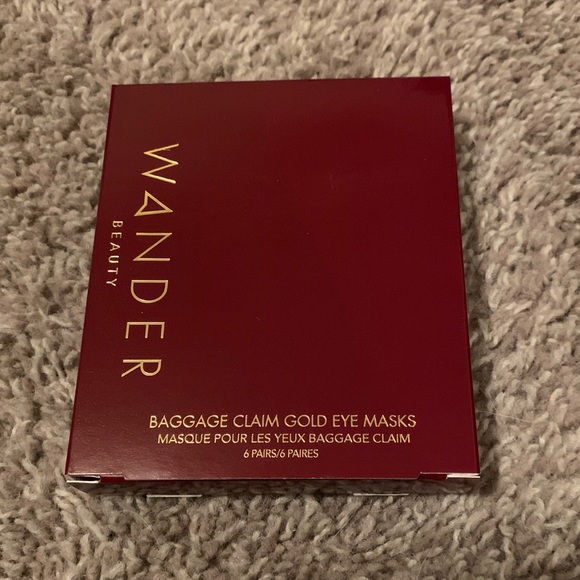 WANDER
BEAUTY
BAGGAGE CLAIM GOLD EYE MASKS
MASQUE POUR LES YEUX BAGGAGE CLAIM
6 PAIRS/6 PAIRES